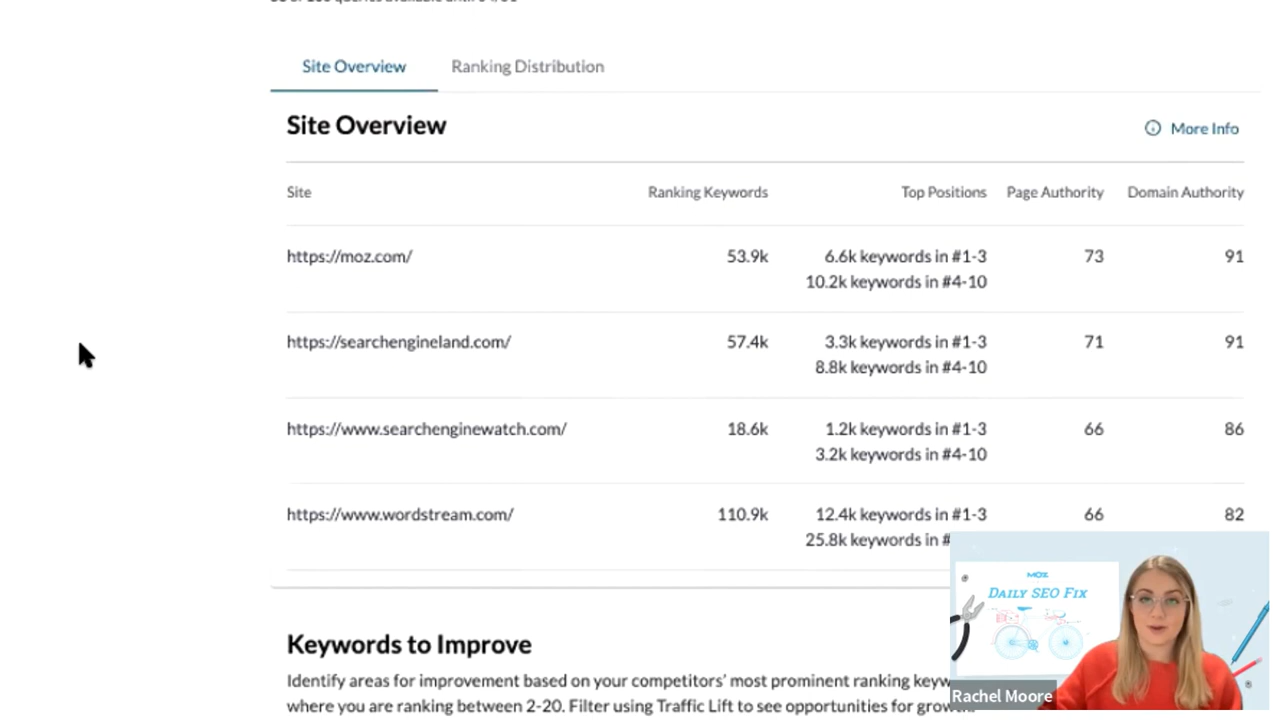 Site Overview Ranking Distribution
Site Overview
More Info
Site Ranking Keywords Top Positions Page Authority Domain Authority
https://moz.com/ 53.9k 6.6k keywords in #1-3 73 91
10.2k keywords in #4-10
https://searchengineland.com/ 57.4k 3.3k keywords in #1-3 71 91
8.8k keywords in #4-10
https://www.searchenginewatch.com/ 18.6k 1.2k keywords in #1-3 66 86
3.2k keywords in #4-10
https://www.wordstream.com/ 110.9k 12.4k keywords in #1-3 66 82
25.8k keywords in #
MOZ
DAILY SEO FIX
Keywords to Improve
Identify areas for improvement based on your competitors' most prominent ranking
where you are ranking between 2-20. Filter using Traffic Lift to see opportunities for
Rachel Moore